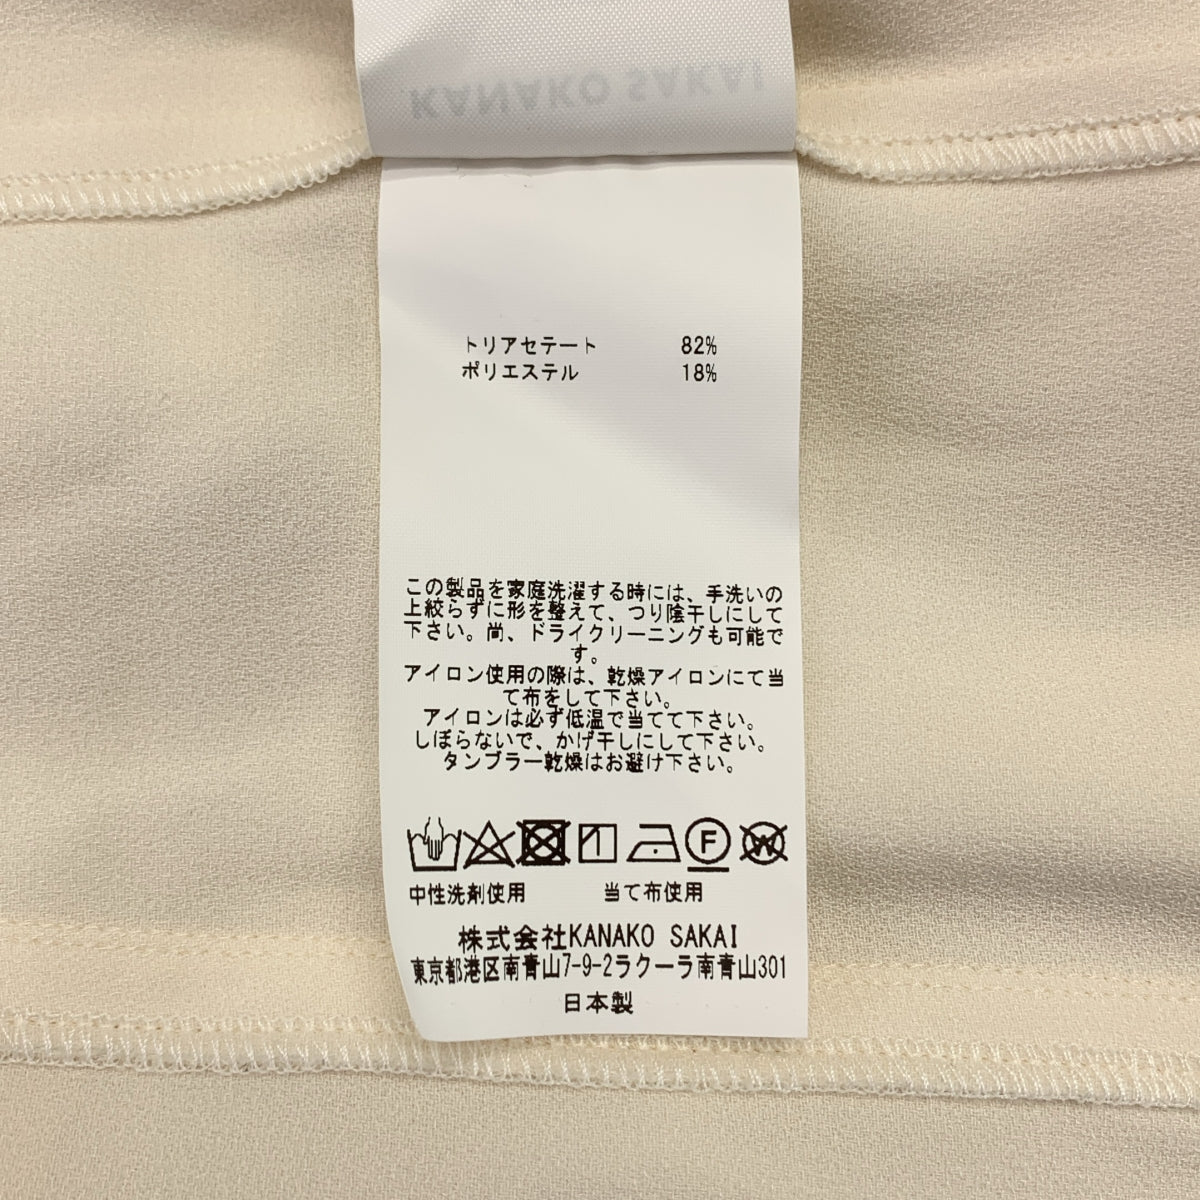 KANAKO SAKAI
トリアセテート 82%
ポリエステル 18%
この製品を家庭洗濯する時には、手洗いの
上絞らずに形を整えて、つり陰干しにして
下さい。尚、ドライクリーニングも可能で
す。
アイロン使用の際は、乾燥アイロンにて当
て布をして下さい。
アイロンは必ず低温で当てて下さい。
しぼらないで、かげ干しにして下さい。
タンブラー乾燥はお避け下さい。
F W
中性洗剤使用 当て布使用
株式会社KANAKO SAKAI
東京都港区南青山7-9-2ラクーラ南青山301
日本製